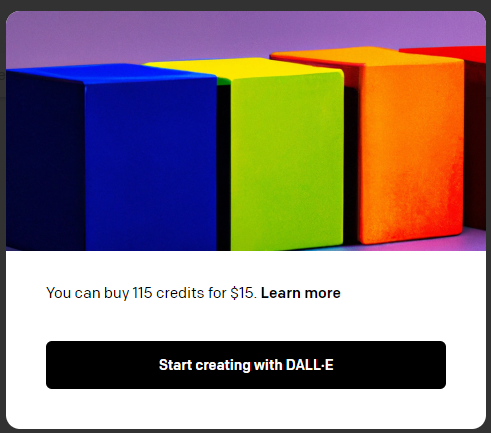 You can buy 115 credits for $15. Learn more
Start creating with DALL·E